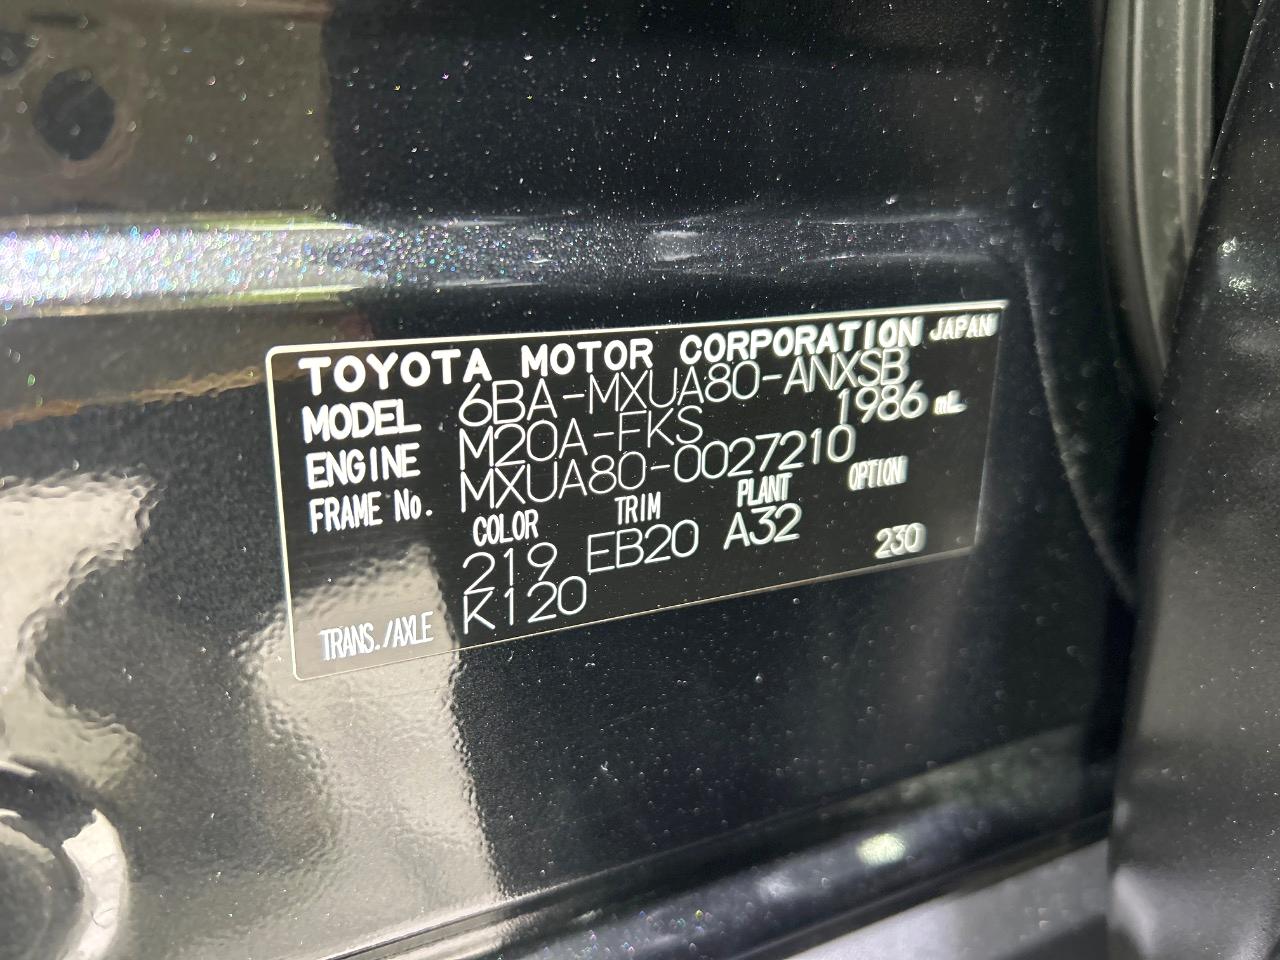 TOYOTA MOTOR CORPORATION JAPAN
MODEL 6BA-MXUA80-ANXSB
ENGINE M20A-FKS 1986 mL
FRAME No. MXUA80-0027210
COLOR TRIM PLANT OPTION
219 EB20 A32 230
TRANS./AXLE K120